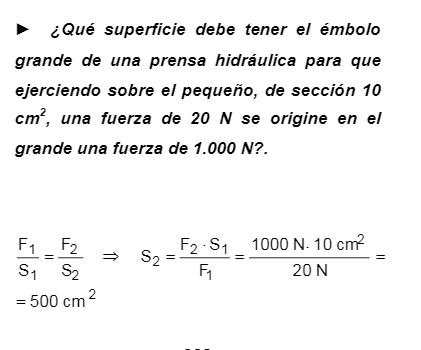 ► ¿Qué superficie debe tener el émbolo
grande de una prensa hidráulica para que
ejerciendo sobre el pequeño, de sección 10
cm², una fuerza de 20 N se origine en el
grande una fuerza de 1.000 N?.
F₁/S₁ = F₂/S₂ ⇒ S₂ = F₂ · S₁/F₁ = 1000 N· 10 cm²/20 N =
= 500 cm²